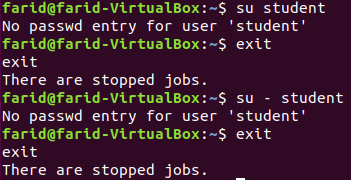 farid@farid-VirtualBox:~$ su student
No passwd entry for user 'student'
farid@farid-VirtualBox:~$ exit
exit
There are stopped jobs.
farid@farid-VirtualBox:~$ su - student
No passwd entry for user 'student'
farid@farid-VirtualBox:~$ exit
exit
There are stopped jobs.